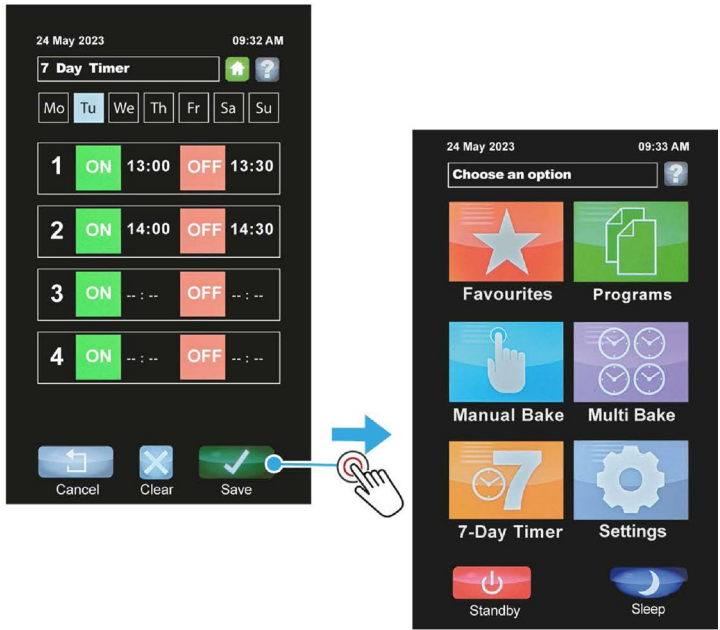 24 May 2023 09:32 AM
7 Day Timer ?
Mo Tu We Th Fr Sa Su
1 ON 13:00 OFF 13:30
2 ON 14:00 OFF 14:30
3 ON -- : -- OFF -- : --
4 ON -- : -- OFF -- : --
Cancel Clear Save
24 May 2023 09:33 AM
Choose an option ?
Favourites Programs
Manual Bake Multi Bake
7
7-Day Timer Settings
Standby Sleep